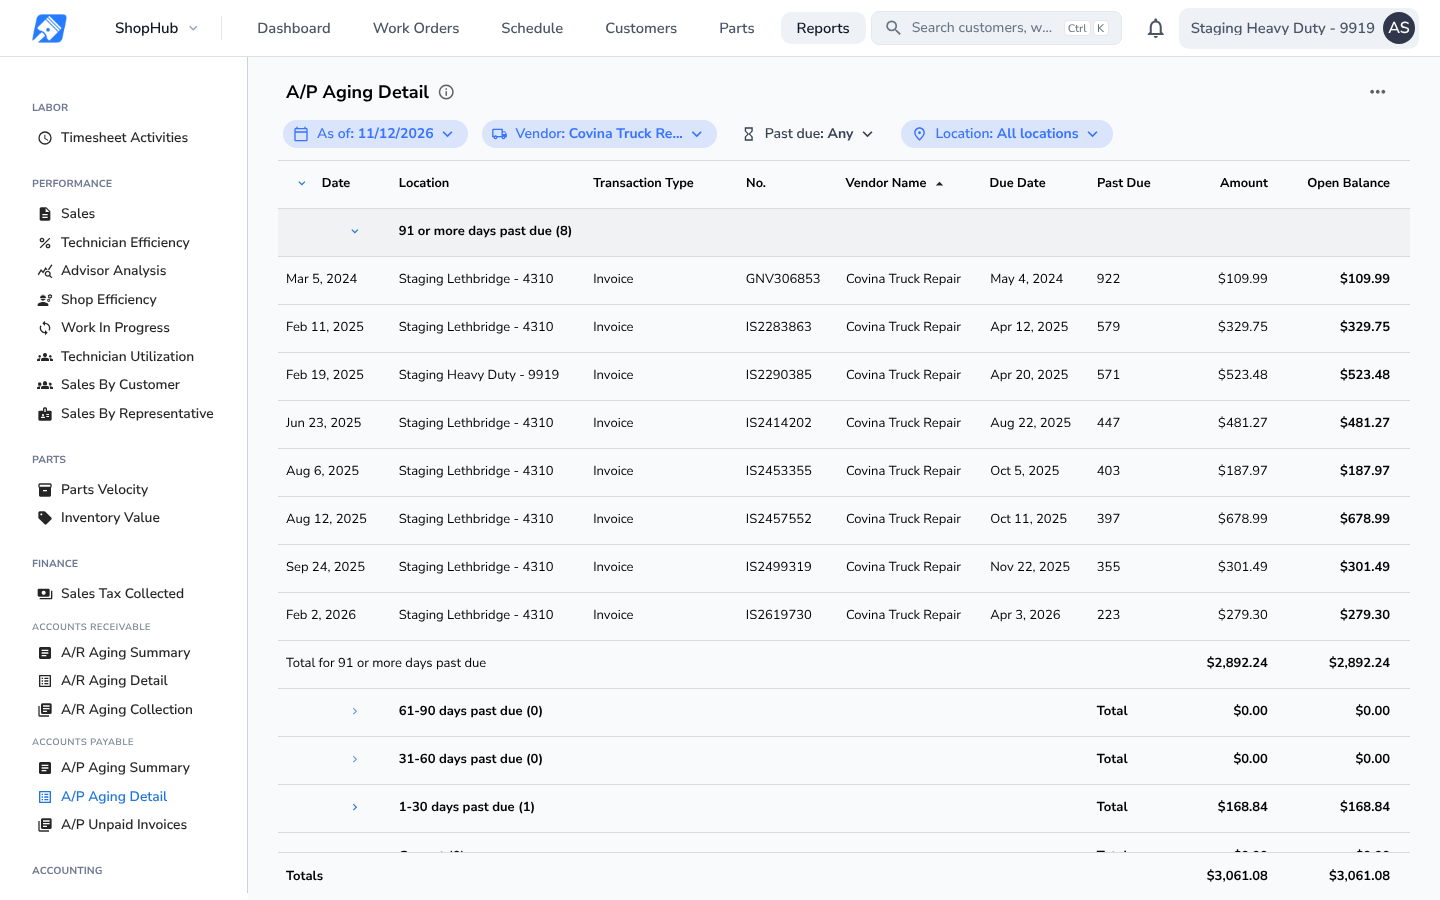 ShopHub
Dashboard
Work Orders
Schedule
Customers
Parts
Reports
Search customers, w...
Ctrl
K
Staging Heavy Duty - 9919
AS
LABOR
Timesheet Activities
PERFORMANCE
Sales
Technician Efficiency
Advisor Analysis
Shop Efficiency
Work In Progress
Technician Utilization
Sales By Customer
Sales By Representative
PARTS
Parts Velocity
Inventory Value
FINANCE
Sales Tax Collected
ACCOUNTS RECEIVABLE
A/R Aging Summary
A/R Aging Detail
A/R Aging Collection
ACCOUNTS PAYABLE
A/P Aging Summary
A/P Aging Detail
A/P Unpaid Invoices
ACCOUNTING
A/P Aging Detail
As of: 11/12/2026
Vendor: Covina Truck Re...
Past due: Any
Location: All locations
Date Location Transaction Type No. Vendor Name Due Date Past Due Amount Open Balance
91 or more days past due (8)
Mar 5, 2024 Staging Lethbridge - 4310 Invoice GNV306853 Covina Truck Repair May 4, 2024 922 $109.99 $109.99
Feb 11, 2025 Staging Lethbridge - 4310 Invoice IS2283863 Covina Truck Repair Apr 12, 2025 579 $329.75 $329.75
Feb 19, 2025 Staging Heavy Duty - 9919 Invoice IS2290385 Covina Truck Repair Apr 20, 2025 571 $523.48 $523.48
Jun 23, 2025 Staging Lethbridge - 4310 Invoice IS2414202 Covina Truck Repair Aug 22, 2025 447 $481.27 $481.27
Aug 6, 2025 Staging Lethbridge - 4310 Invoice IS2453355 Covina Truck Repair Oct 5, 2025 403 $187.97 $187.97
Aug 12, 2025 Staging Lethbridge - 4310 Invoice IS2457552 Covina Truck Repair Oct 11, 2025 397 $678.99 $678.99
Sep 24, 2025 Staging Lethbridge - 4310 Invoice IS2499319 Covina Truck Repair Nov 22, 2025 355 $301.49 $301.49
Feb 2, 2026 Staging Lethbridge - 4310 Invoice IS2619730 Covina Truck Repair Apr 3, 2026 223 $279.30 $279.30
Total for 91 or more days past due $2,892.24 $2,892.24
61-90 days past due (0) Total $0.00 $0.00
31-60 days past due (0) Total $0.00 $0.00
1-30 days past due (1) Total $168.84 $168.84
Totals $3,061.08 $3,061.08